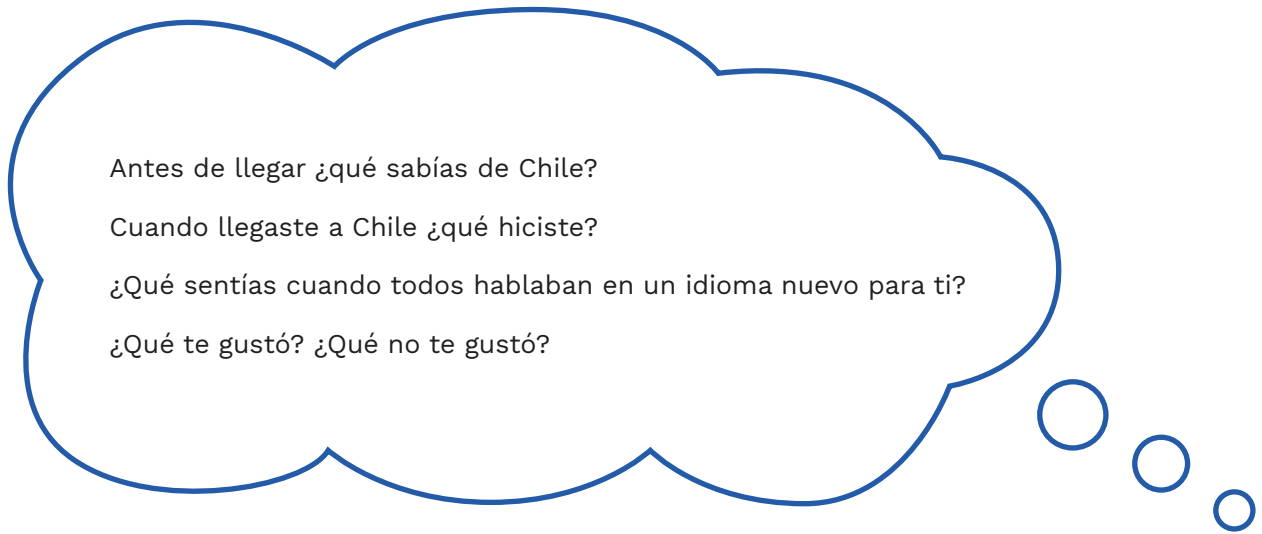 Antes de llegar ¿qué sabías de Chile?
Cuando llegaste a Chile ¿qué hiciste?
¿Qué sentías cuando todos hablaban en un idioma nuevo para ti?
¿Qué te gustó? ¿Qué no te gustó?